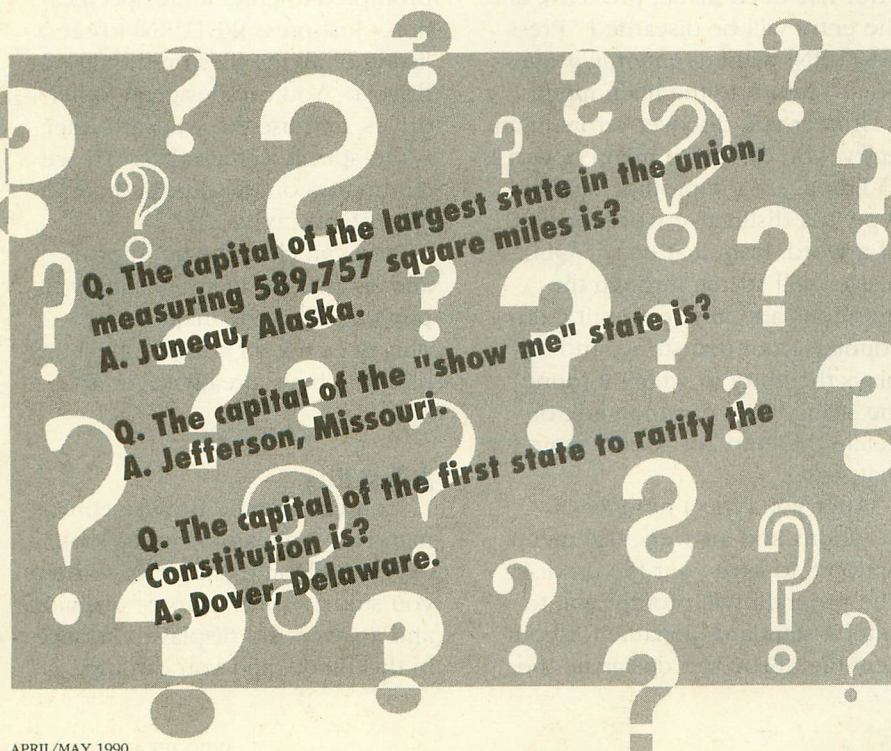 Q. The capital of the largest state in the union,
measuring 589,757 square miles is?
A. Juneau, Alaska.
Q. The capital of the "show me" state is?
A. Jefferson, Missouri.
Q. The capital of the first state to ratify the
Constitution is?
A. Dover, Delaware.
APRIL/MAY 1990